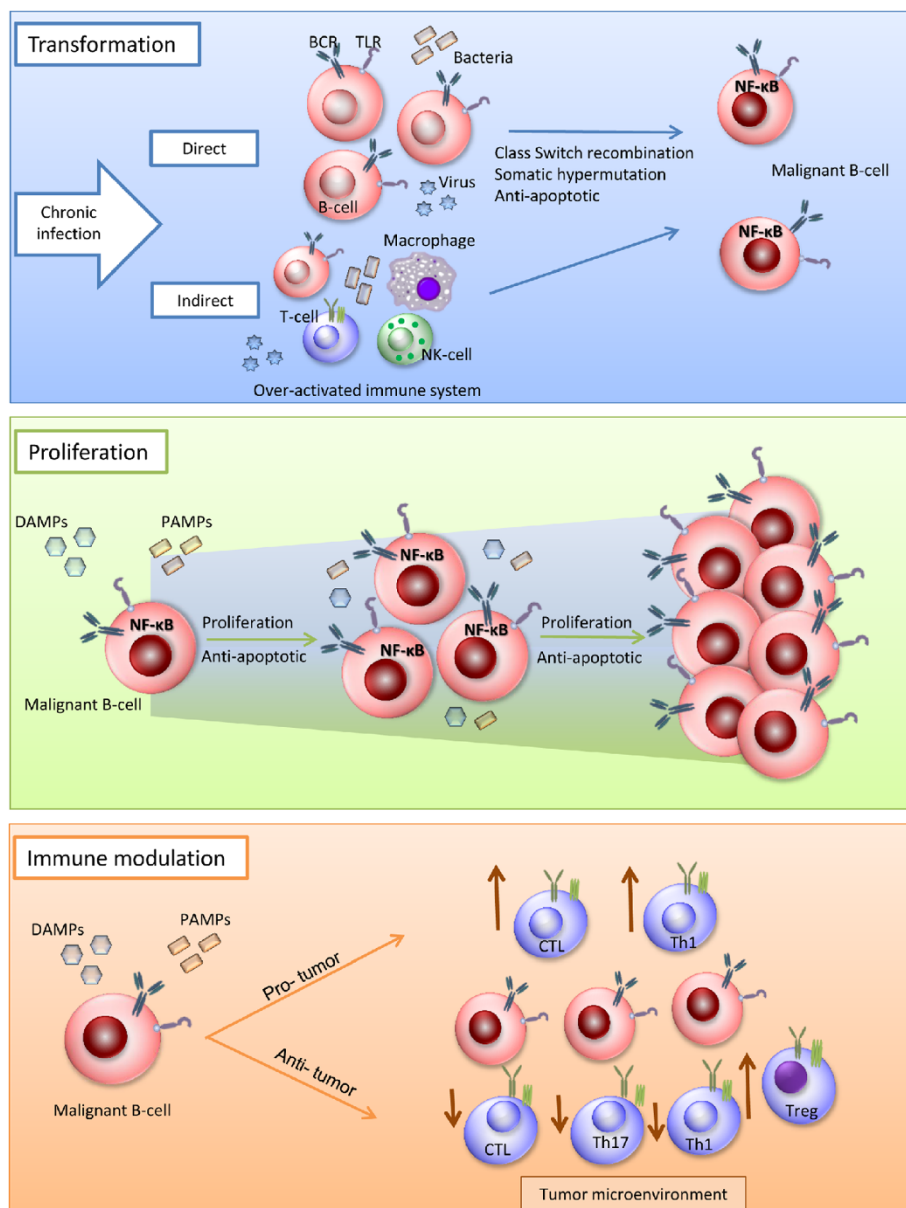 Transformation
BCR TLR
Bacteria
NF-κB
Direct
Class Switch recombination
Somatic hypermutation
Anti-apoptotic
Malignant B-cell
Virus
B-cell
Chronic
infection
Macrophage
NF-κB
Indirect
T-cell
NK-cell
Over-activated immune system
Proliferation
DAMPs
PAMPs
NF-κB
NF-κB
Proliferation
Anti-apoptotic
NF-κB
NF-κB
Proliferation
Anti-apoptotic
Malignant B-cell
Immune modulation
DAMPs
PAMPs
CTL
Th1
Pro- tumor
Anti- tumor
Malignant B-cell
CTL
Th17
Th1
Treg
Tumor microenvironment